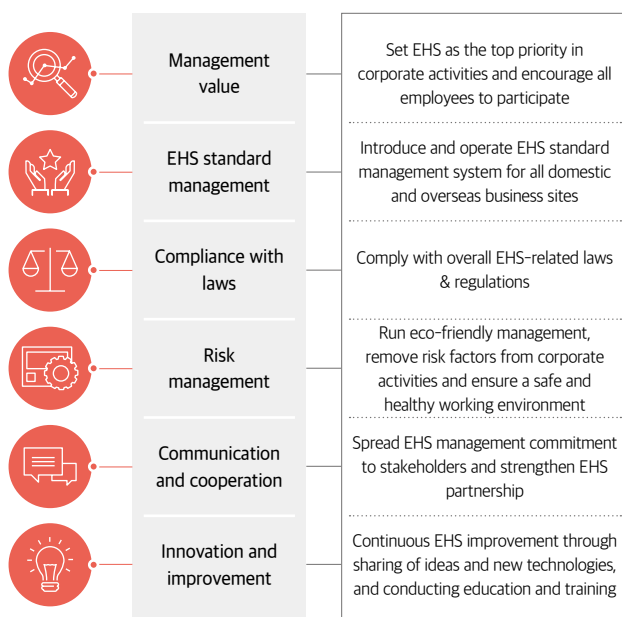 Management
value
Set EHS as the top priority in
corporate activities and encourage all
employees to participate
EHS standard
management
Introduce and operate EHS standard
management system for all domestic
and overseas business sites
Compliance with
laws
Comply with overall EHS-related laws
& regulations
Risk
management
Run eco-friendly management,
remove risk factors from corporate
activities and ensure a safe and
healthy working environment
Communication
and cooperation
Spread EHS management commitment
to stakeholders and strengthen EHS
partnership
Innovation and
improvement
Continuous EHS improvement through
sharing of ideas and new technologies,
and conducting education and training